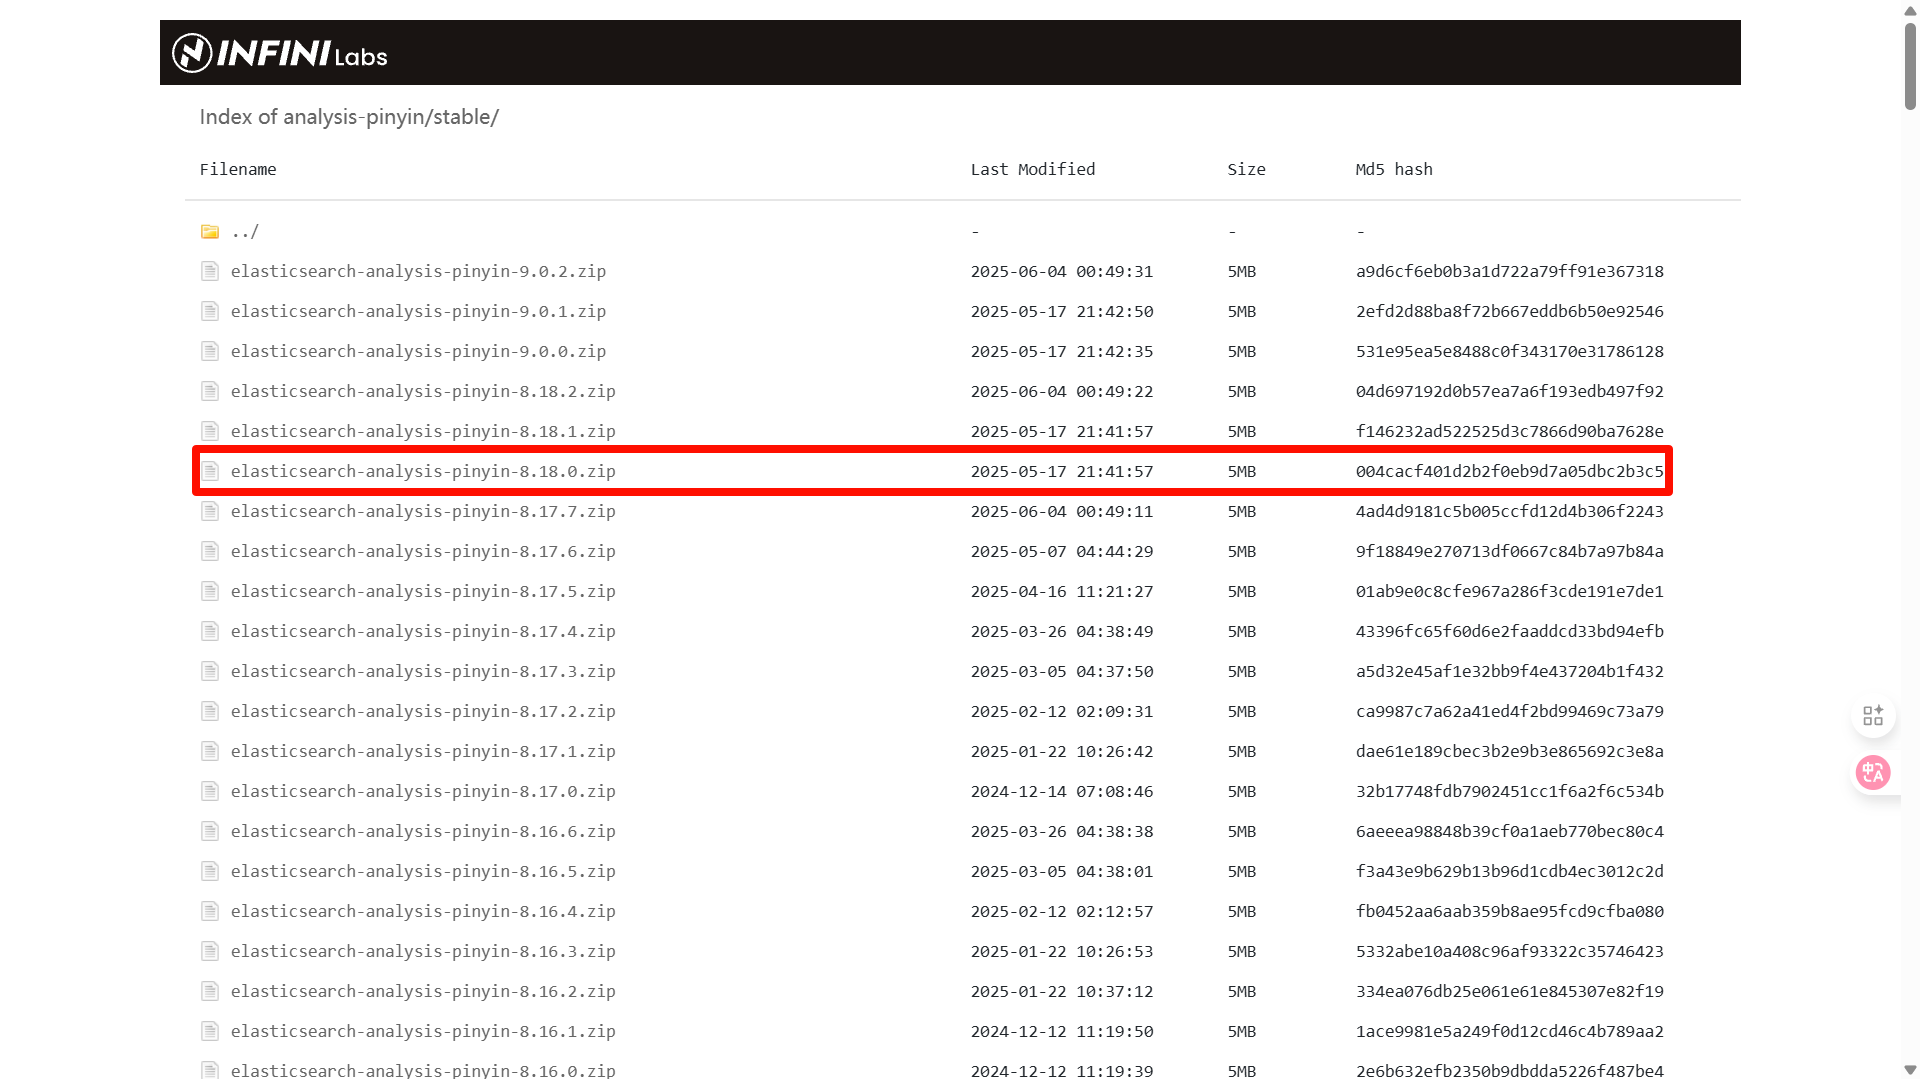 INFINI Labs
Index of analysis-pinyin/stable/
Filename Last Modified Size Md5 hash
../ - - -
elasticsearch-analysis-pinyin-9.0.2.zip 2025-06-04 00:49:31 5MB a9d6cf6eb0b3a1d722a79ff91e367318
elasticsearch-analysis-pinyin-9.0.1.zip 2025-05-17 21:42:50 5MB 2efd2d88ba8f72b667eddb6b50e92546
elasticsearch-analysis-pinyin-9.0.0.zip 2025-05-17 21:42:35 5MB 531e95ea5e8488c0f343170e31786128
elasticsearch-analysis-pinyin-8.18.2.zip 2025-06-04 00:49:22 5MB 04d697192d0b57ea7a6f193edb497f92
elasticsearch-analysis-pinyin-8.18.1.zip 2025-05-17 21:41:57 5MB f146232ad522525d3c7866d90ba7628e
elasticsearch-analysis-pinyin-8.18.0.zip 2025-05-17 21:41:57 5MB 004cacf401d2b2f0eb9d7a05dbc2b3c5
elasticsearch-analysis-pinyin-8.17.7.zip 2025-06-04 00:49:11 5MB 4ad4d9181c5b005ccfd12d4b306f2243
elasticsearch-analysis-pinyin-8.17.6.zip 2025-05-07 04:44:29 5MB 9f18849e270713df0667c84b7a97b84a
elasticsearch-analysis-pinyin-8.17.5.zip 2025-04-16 11:21:27 5MB 01ab9e0c8cfe967a286f3cde191e7de1
elasticsearch-analysis-pinyin-8.17.4.zip 2025-03-26 04:38:49 5MB 43396fc65f60d6e2faaddcd33bd94efb
elasticsearch-analysis-pinyin-8.17.3.zip 2025-03-05 04:37:50 5MB a5d32e45af1e32bb9f4e437204b1f432
elasticsearch-analysis-pinyin-8.17.2.zip 2025-02-12 02:09:31 5MB ca9987c7a62a41ed4f2bd99469c73a79
elasticsearch-analysis-pinyin-8.17.1.zip 2025-01-22 10:26:42 5MB dae61e189cbec3b2e9b3e865692c3e8a
elasticsearch-analysis-pinyin-8.17.0.zip 2024-12-14 07:08:46 5MB 32b17748fdb7902451cc1f6a2f6c534b
elasticsearch-analysis-pinyin-8.16.6.zip 2025-03-26 04:38:38 5MB 6aeeea98848b39cf0a1aeb770bec80c4
elasticsearch-analysis-pinyin-8.16.5.zip 2025-03-05 04:38:01 5MB f3a43e9b629b13b96d1cdb4ec3012c2d
elasticsearch-analysis-pinyin-8.16.4.zip 2025-02-12 02:12:57 5MB fb0452aa6aab359b8ae95fcd9cfba080
elasticsearch-analysis-pinyin-8.16.3.zip 2025-01-22 10:26:53 5MB 5332abe10a408c96af93322c35746423
elasticsearch-analysis-pinyin-8.16.2.zip 2025-01-22 10:37:12 5MB 334ea076db25e061e61e845307e82f19
elasticsearch-analysis-pinyin-8.16.1.zip 2024-12-12 11:19:50 5MB 1ace9981e5a249f0d12cd46c4b789aa2
elasticsearch-analysis-pinyin-8.16.0.zip 2024-12-12 11:19:39 5MB 2e6b632efb2350b9dbdda5226f487be4
中A